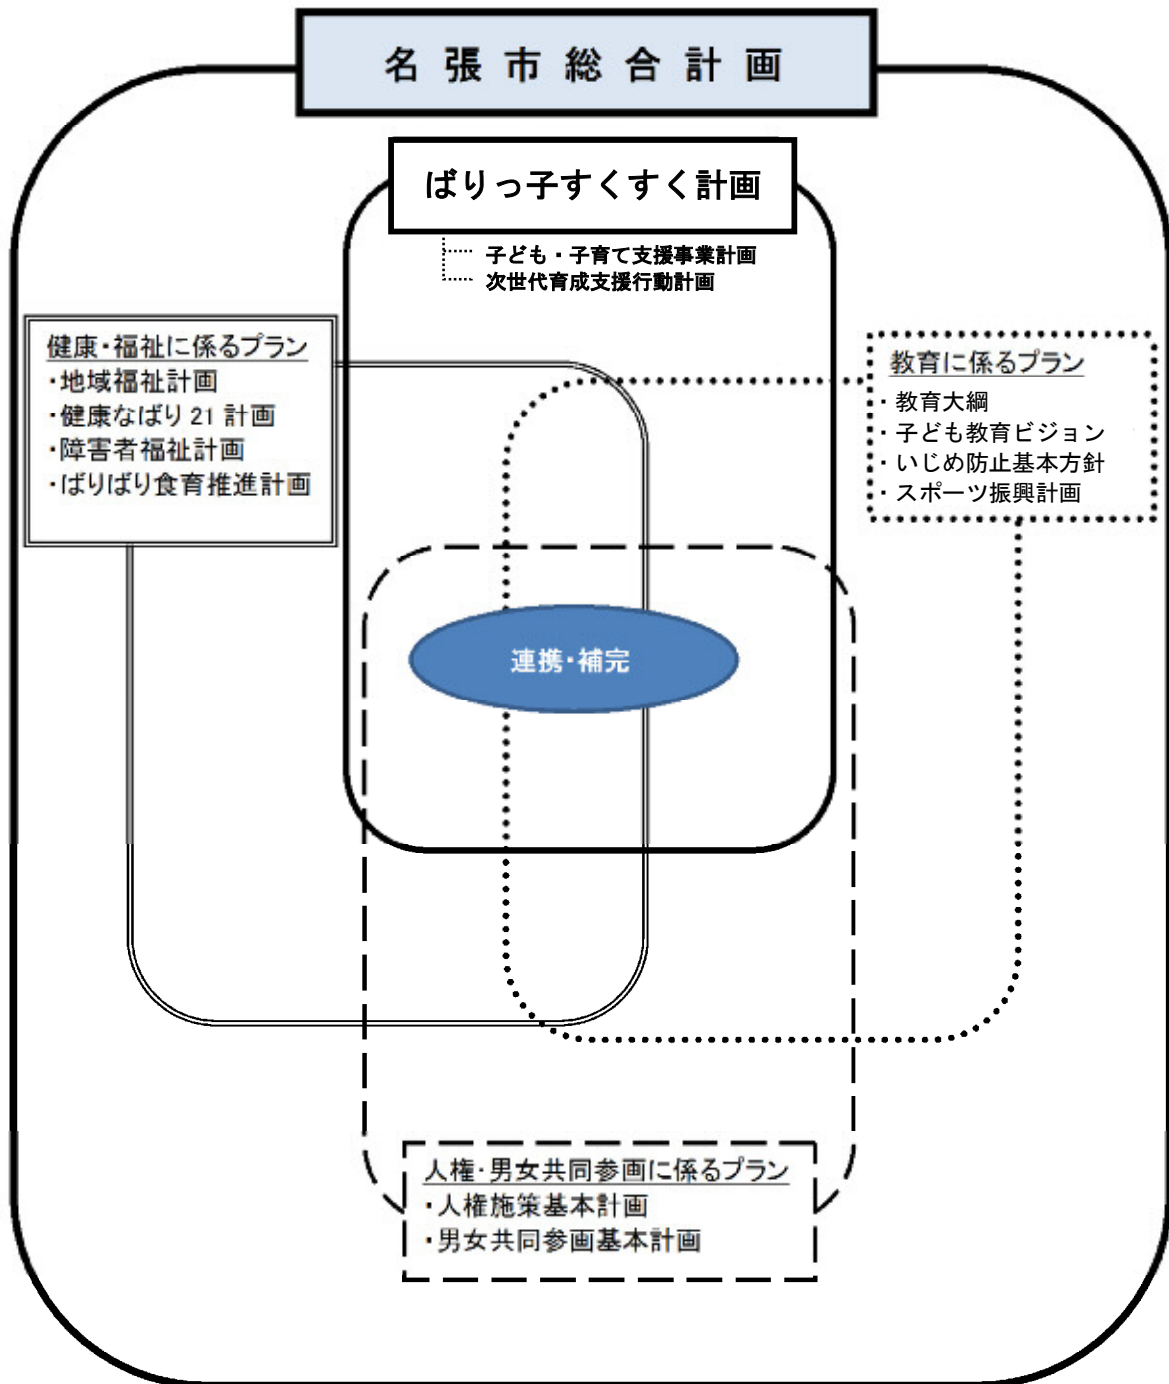 名張市総合計画
ばりっ子すくすく計画
子ども・子育て支援事業計画
次世代育成支援行動計画
健康・福祉に係るプラン
・地域福祉計画
・健康なばり21計画
・障害者福祉計画
・ばりばり食育推進計画
教育に係るプラン
・教育大綱
・子ども教育ビジョン
・いじめ防止基本方針
・スポーツ振興計画
連携・補完
人権・男女共同参画に係るプラン
・人権施策基本計画
・男女共同参画基本計画